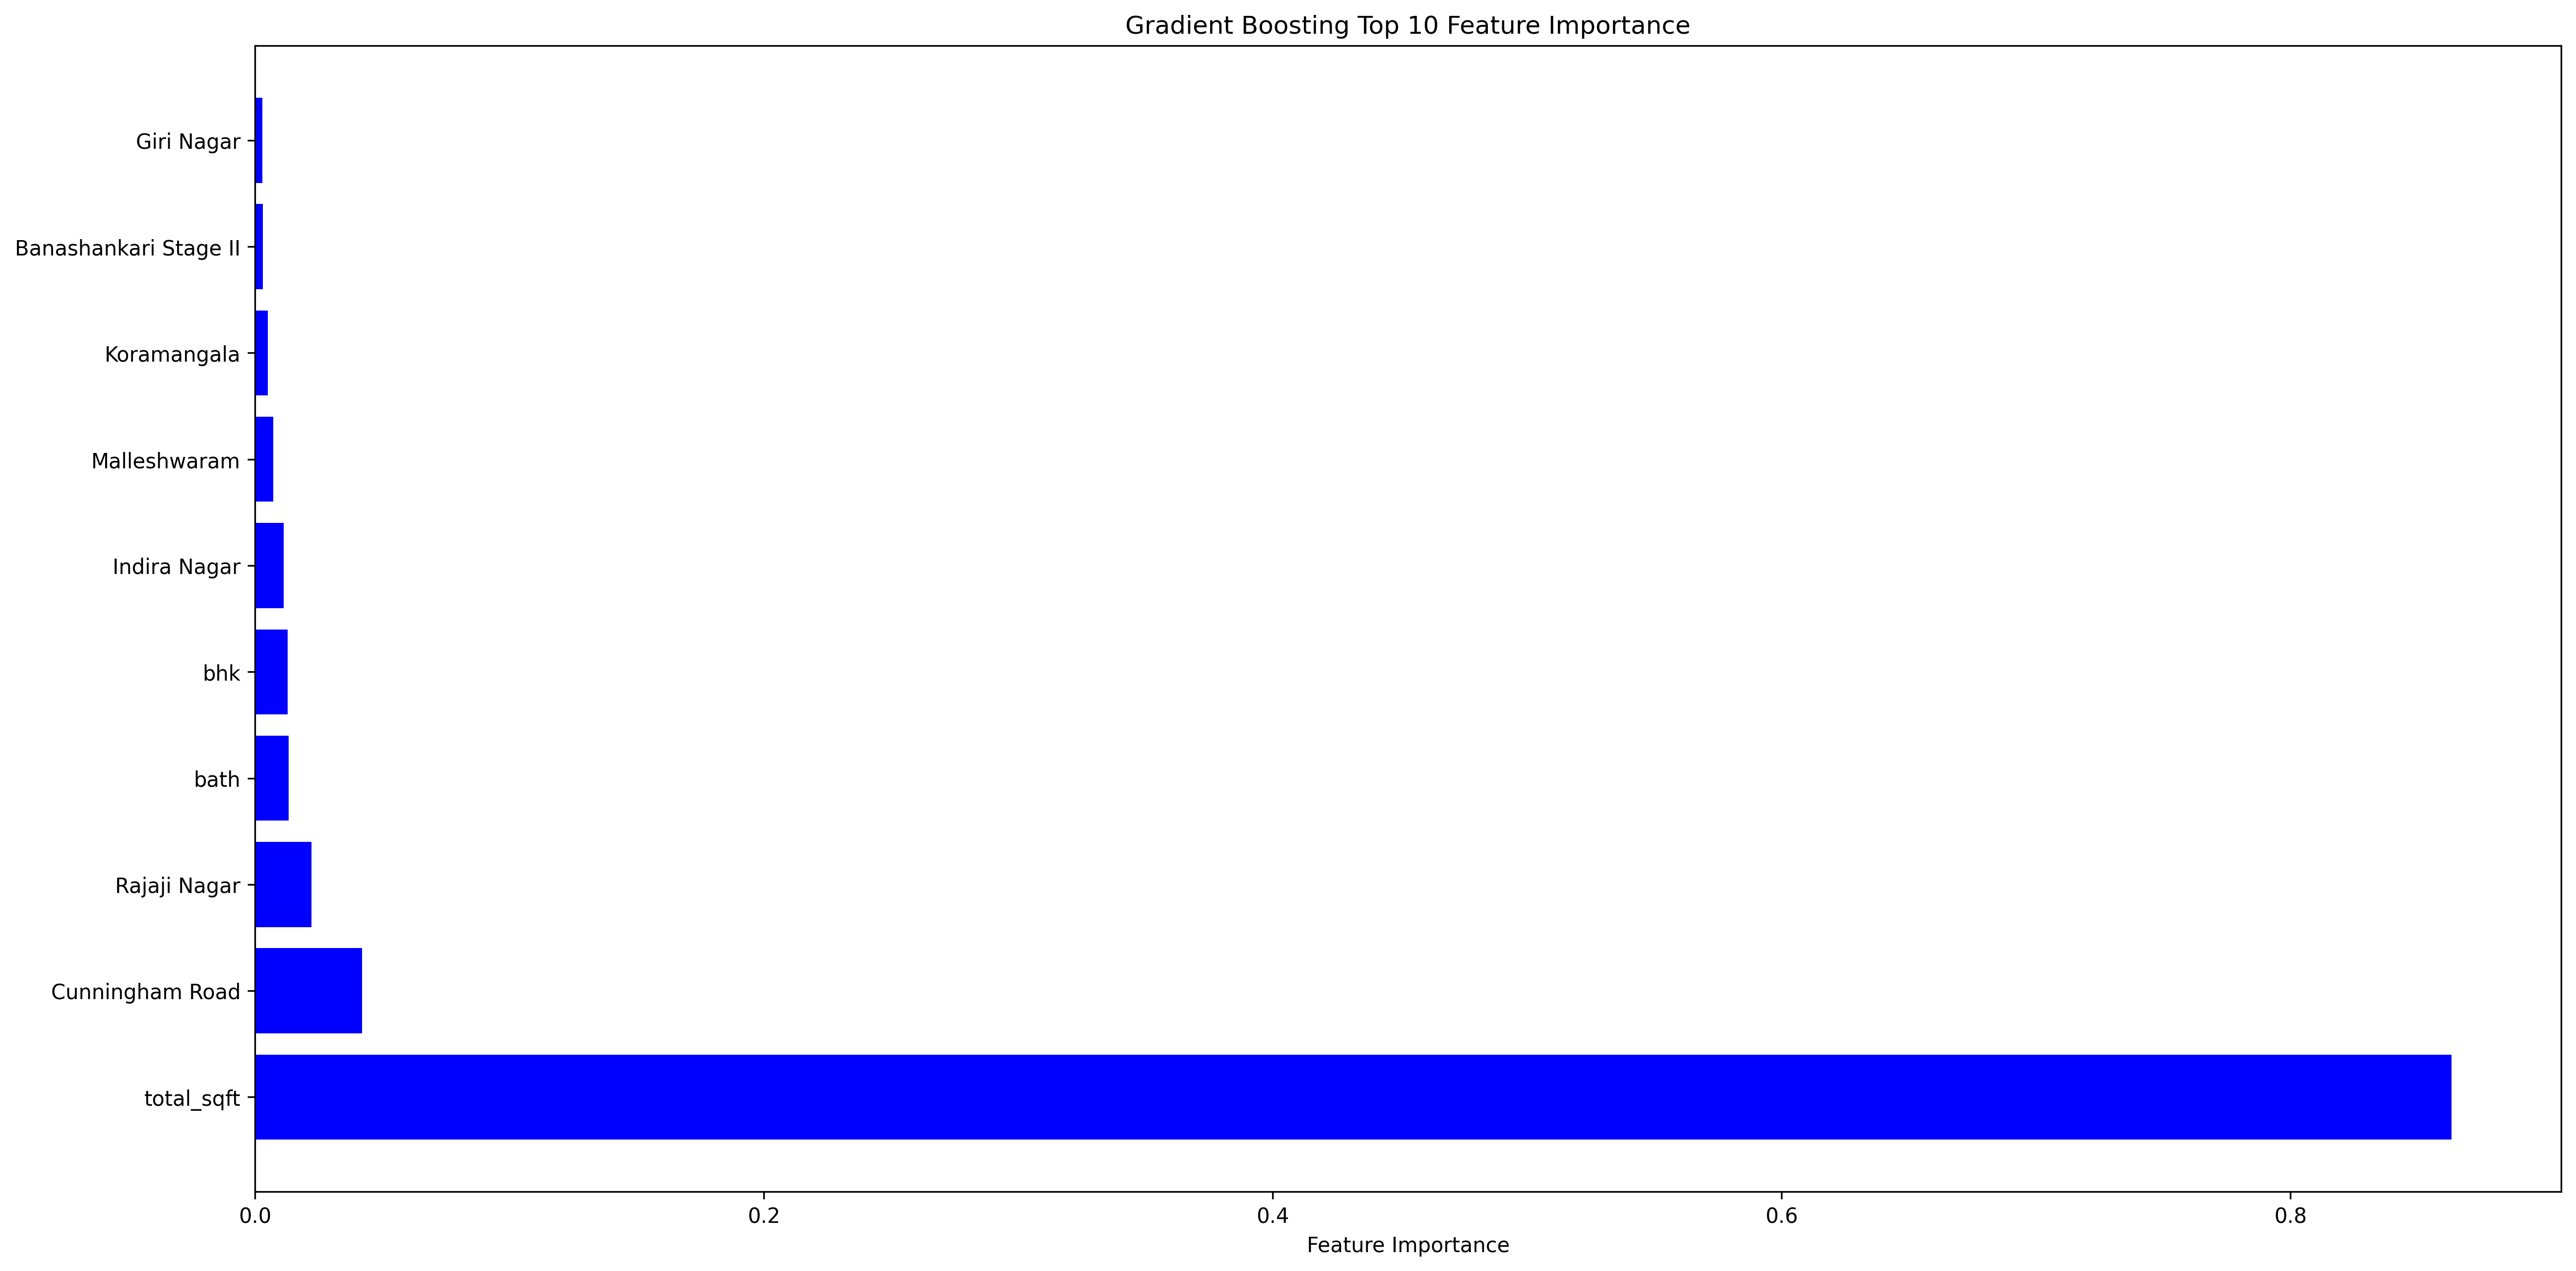 Gradient Boosting Top 10 Feature Importance
Giri Nagar
Banashankari Stage II
Koramangala
Malleshwaram
Indira Nagar
bhk
bath
Rajaji Nagar
Cunningham Road
total_sqft
0.0 0.2 0.4 0.6 0.8
Feature Importance